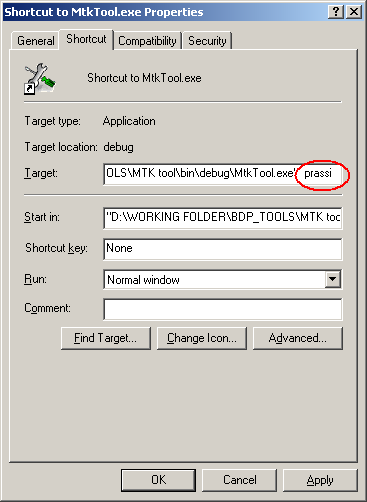 Shortcut to MtkTool.exe Properties
General Shortcut Compatibility Security
Shortcut to MtkTool.exe
Target type: Application
Target location: debug
Target: OLS\MTK tool\bin\debug\MtkTool.exe" prassi
Start in: "D:\WORKING FOLDER\BDP_TOOLS\MTK too
Shortcut key: None
Run: Normal window
Comment:
Find Target... Change Icon... Advanced...
OK Cancel Apply